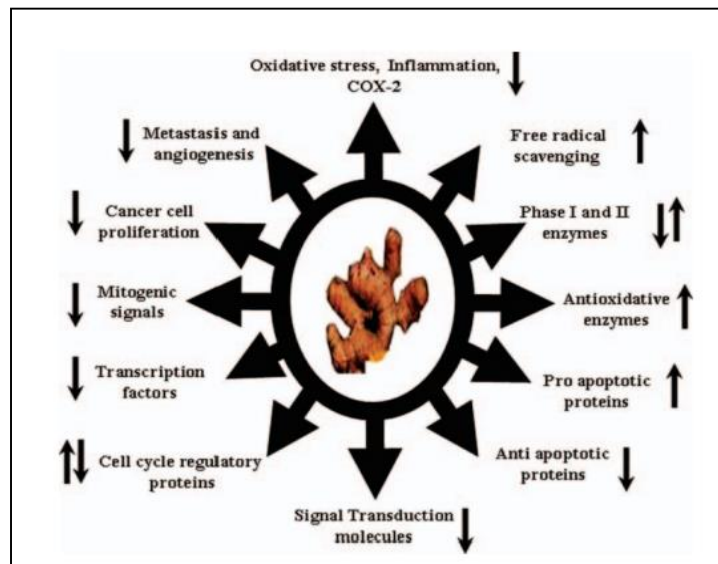 Oxidative stress, Inflammation,
COX-2
Free radical
scavenging
Phase I and II
enzymes
Antioxidative
enzymes
Pro apoptotic
proteins
Anti apoptotic
proteins
Signal Transduction
molecules
Cell cycle regulatory
proteins
Transcription
factors
Mitogenic
signals
Cancer cell
proliferation
Metastasis and
angiogenesis